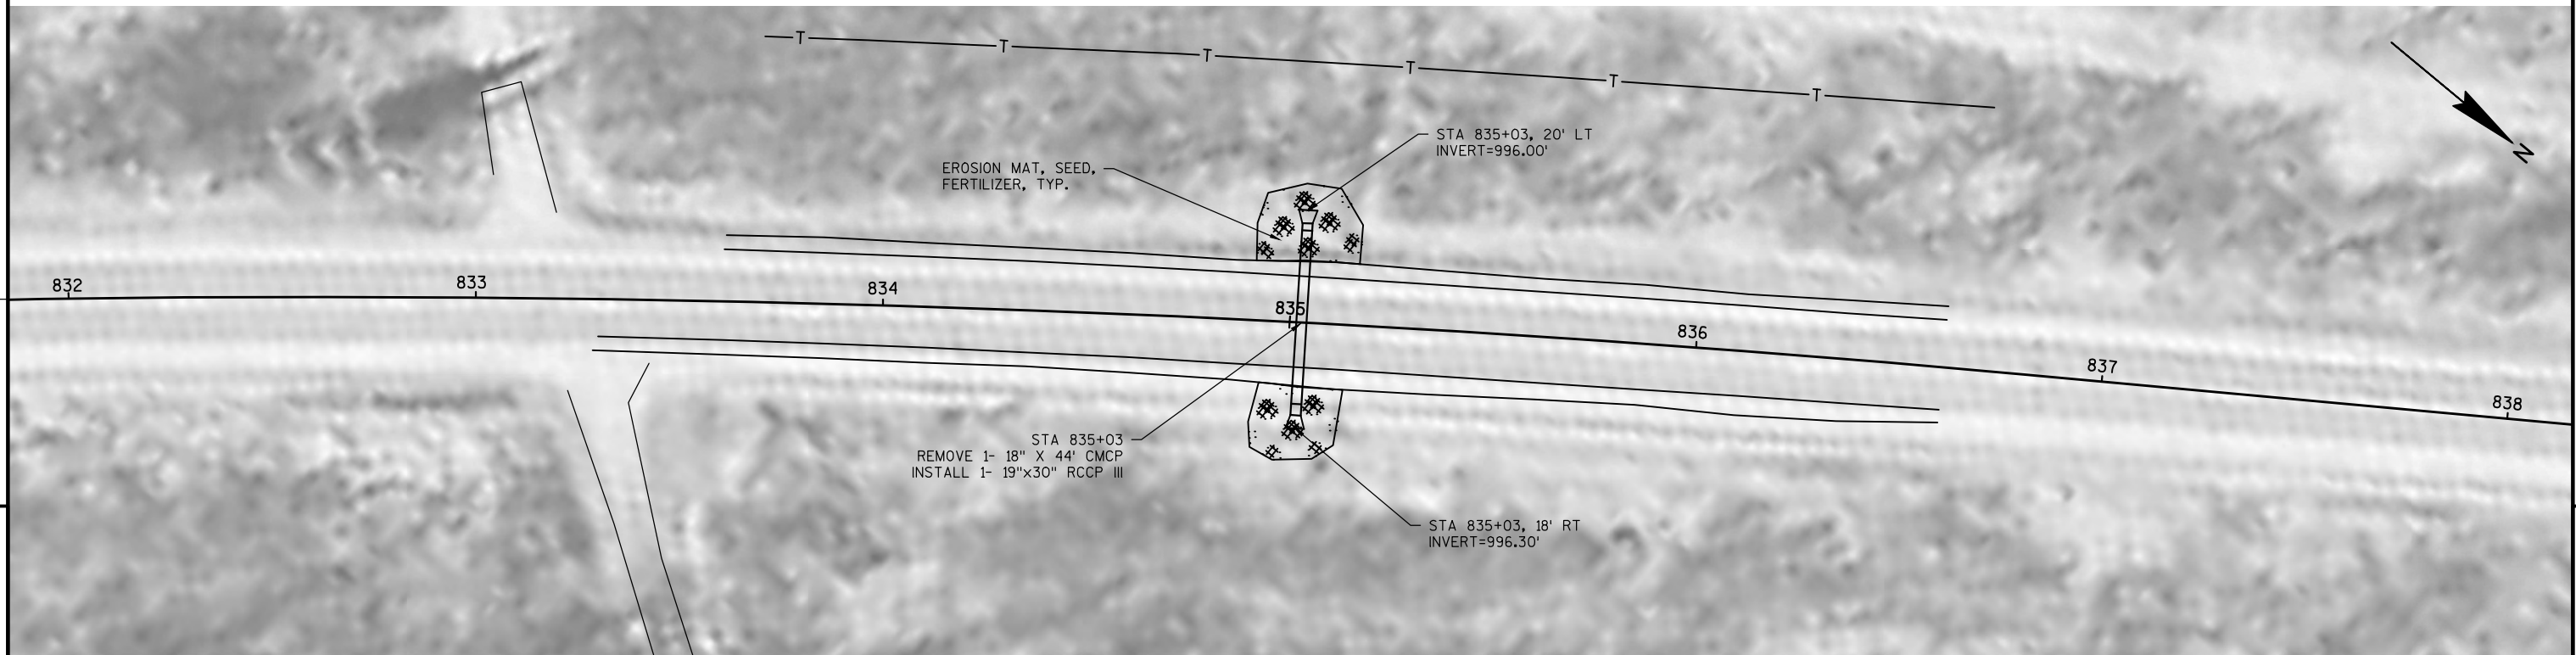 T T T T T T
N
STA 835+03, 20' LT
INVERT=996.00'
EROSION MAT, SEED,
FERTILIZER, TYP.
832 833 834 835 836 837 838
STA 835+03
REMOVE 1- 18" X 44' CMCP
INSTALL 1- 19"x30" RCCP III
STA 835+03, 18' RT
INVERT=996.30'